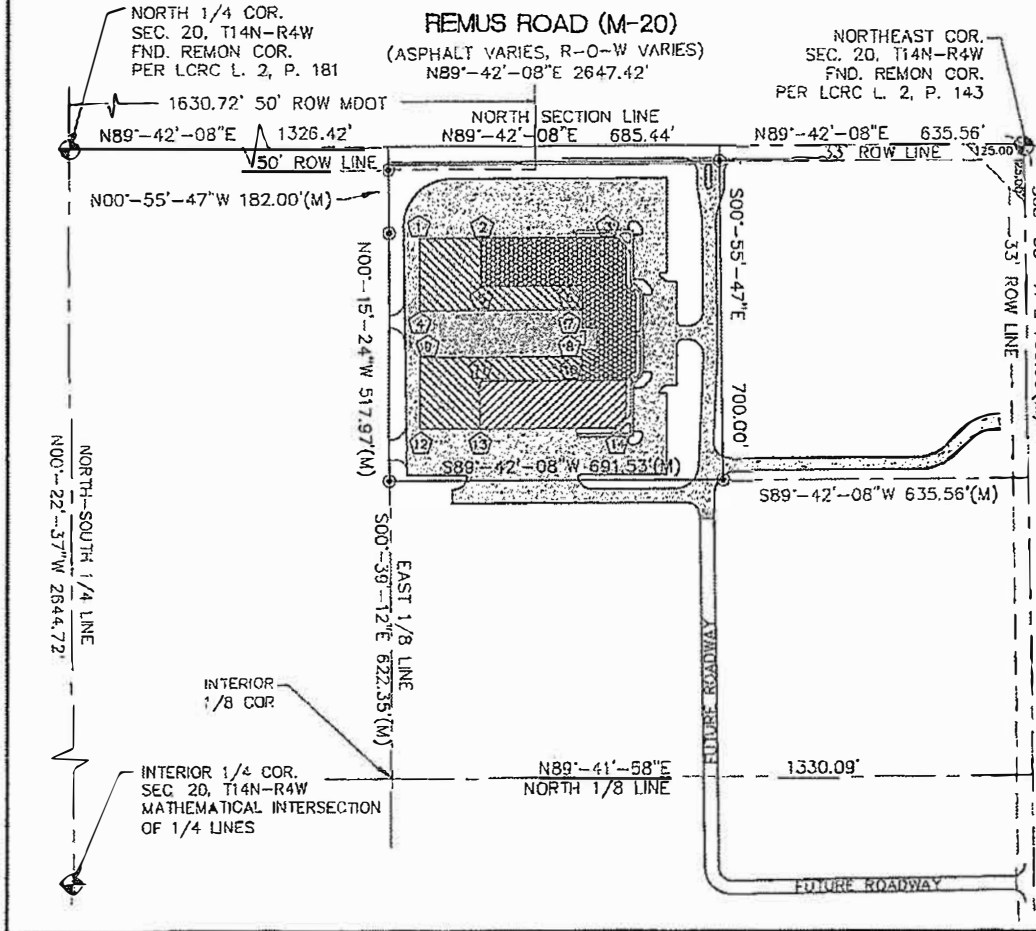 NORTH 1/4 COR.
SEC. 20, T14N-R4W
FND. REMON COR.
PER LCRC L. 2, P. 181
REMUS ROAD (M-20)
(ASPHALT VARIES, R-O-W VARIES)
N89°-42'-08"E 2647.42'
NORTHEAST COR.
SEC. 20, T14N-R4W
FND. REMON COR.
PER LCRC L. 2, P. 143
1630.72' 50' ROW MDOT
NORTH SECTION LINE
N89°-42'-08"E 1326.42'
N89°-42'-08"E 685.44'
N89°-42'-08"E 635.56'
50' ROW LINE
33' ROW LINE
125.00
N00°-55'-47"W 182.00'(M)
1
2
3
4
7
8
12
13
14
N00°-15'-24"W 517.97'(M)
S00°-55'-47"E 700.00'
33' ROW LINE
S89°-42'-08"W 691.53'(M)
S89°-42'-08"W 635.56'(M)
NORTH-SOUTH 1/4 LINE
N00°-22'-37"W 2644.72'
EAST 1/8 LINE
S00°-39'-12"E 622.35'(M)
INTERIOR
1/8 COR
FUTURE ROADWAY
N89°-41'-58"E 1330.09'
NORTH 1/8 LINE
INTERIOR 1/4 COR.
SEC 20, T14N-R4W
MATHEMATICAL INTERSECTION
OF 1/4 LINES
FUTURE ROADWAY